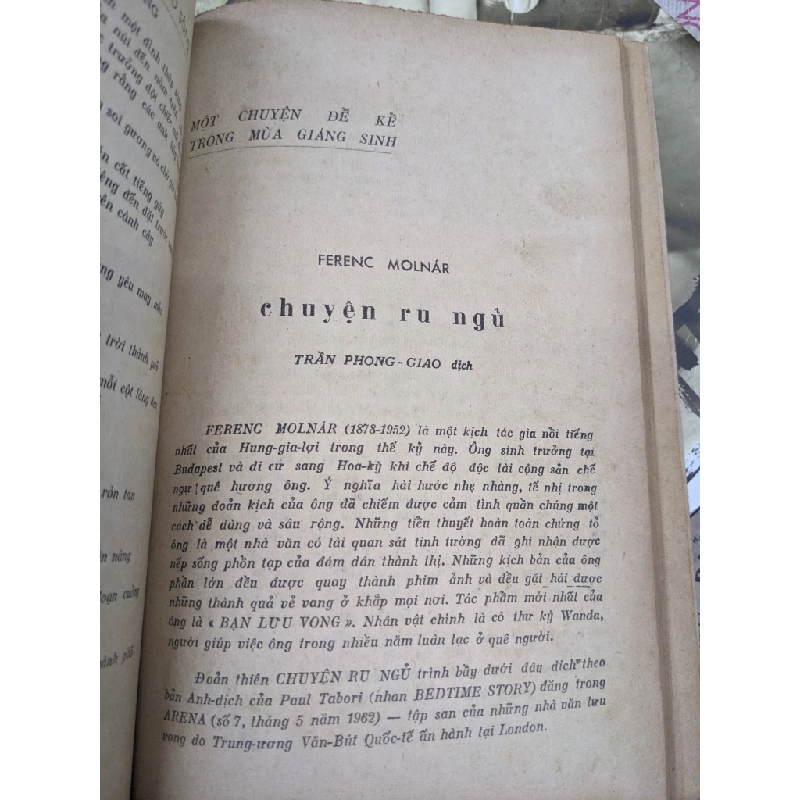 MỘT CHUYỆN ĐỂ KỂ
TRONG MÙA GIÁNG SINH
FERENC MOLNÁR
chuyện ru ngủ
TRẦN PHONG-GIAO dịch
FERENC MOLNÁR (1878-1952) là một kịch tác gia nổi tiếng
nhất của Hung-gia-lợi trong thế kỷ này. Ông sinh trưởng tại
Budapest và di cư sang Hoa-kỳ khi chế độ độc tài cộng sản chế
ngự quê hương ông. Ý nghĩa hài hước nhẹ nhàng, tế nhị trong
những đoản kịch của ông đã chiếm được cảm tình quần chúng một
cách dễ dàng và sâu rộng. Những tiểu thuyết hoàn toàn chứng tỏ
ông là một nhà văn có tài quan sát tinh tường đã ghi nhận được
nếp sống phồn tạp của đám dân thành thị. Những kịch bản của ông
phần lớn đều được quay thành phim ảnh và đều gặt hái được
những thành quả vẻ vang ở khắp mọi nơi. Tác phẩm mới nhất của
ông là « BẠN LƯU VONG ». Nhân vật chính là cô thư ký Wanda,
người giúp việc ông trong nhiều năm luân lạc ở quê người.
Đoản thiên CHUYỆN RU NGỦ trình bầy dưới đâu dịch theo
bản Anh-dịch của Paul Tabori (nhan BEDTIME STORY) đăng trong
ARENA (số 7, tháng 5 năm 1962) — tập san của những nhà văn lưu
vong do Trung-ương Văn-Bút Quốc-tế ấn hành tại London.